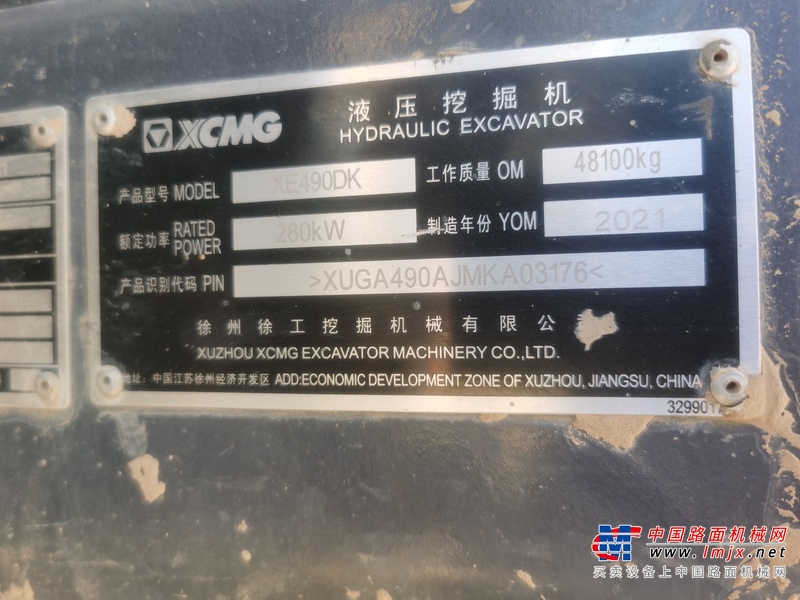 XCMG
液压挖掘机
HYDRAULIC EXCAVATOR
产品型号 MODEL XE490DK 工作质量 OM 48100kg
额定功率 RATED POWER 280kW 制造年份 YOM 2021
产品识别代码 PIN >XUGA490AJMKA03176<
徐州徐工挖掘机械有限公
XUZHOU XCMG EXCAVATOR MACHINERY CO.,LTD.
地址: 中国江苏徐州经济开发区 ADD:ECONOMIC DEVELOPMENT ZONE OF XUZHOU, JIANGSU, CHINA
中国路面机械网
www.lmjx.net
买卖设备上中国路面机械网